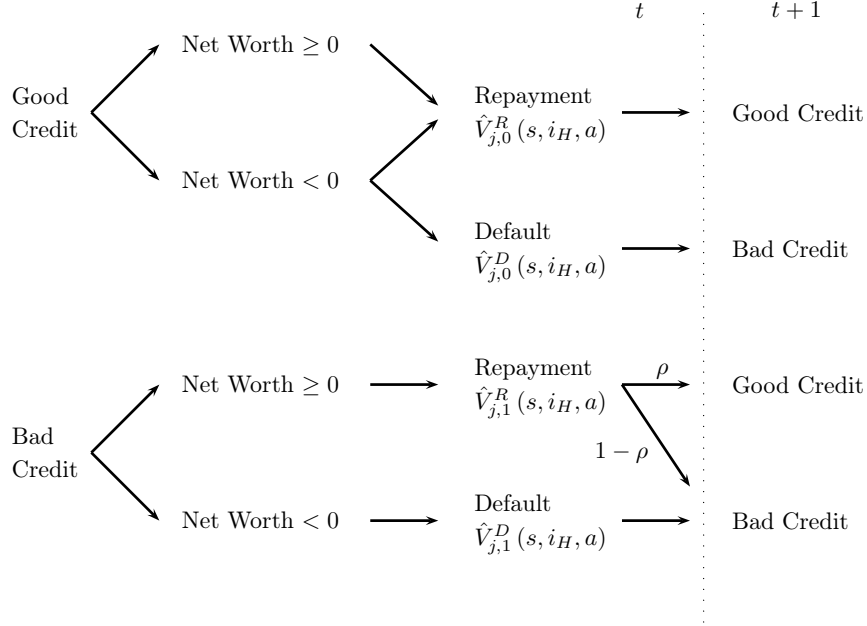 t
t + 1
Net Worth ≥ 0
Good
Credit
Repayment
V̂^R_{j,0} (s, i_H, a)
Good Credit
Net Worth < 0
Default
V̂^D_{j,0} (s, i_H, a)
Bad Credit
Net Worth ≥ 0
Repayment
V̂^R_{j,1} (s, i_H, a)
ρ
Good Credit
Bad
Credit
1 − ρ
Net Worth < 0
Default
V̂^D_{j,1} (s, i_H, a)
Bad Credit